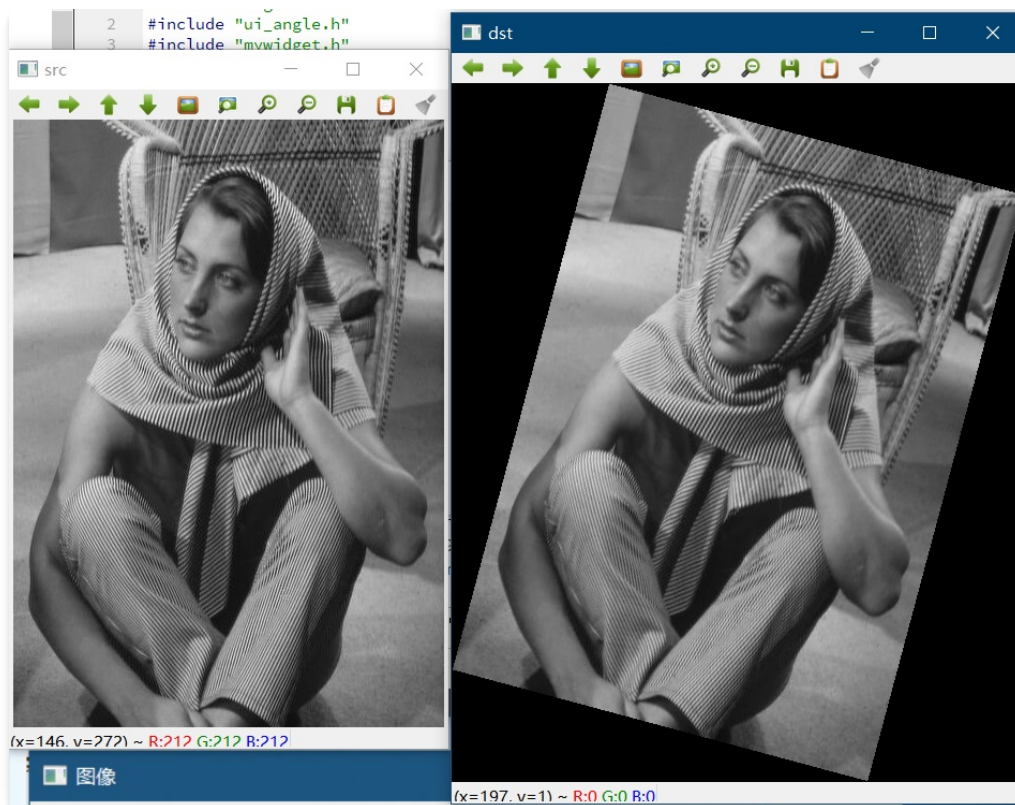 2 #include "ui_angle.h"
3 #include "mywidget.h"
src
dst
(x=146, y=272) ~ R:212 G:212 B:212
(x=197, y=1) ~ R:0 G:0 B:0
图像